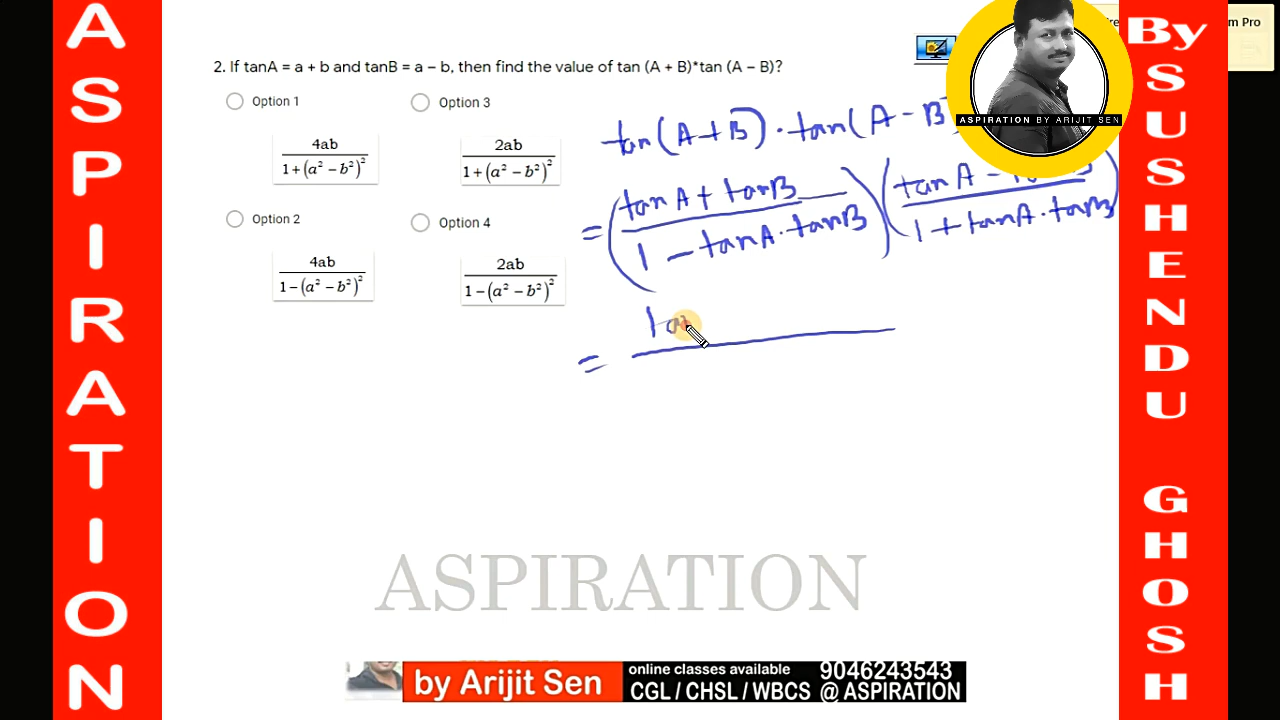 ASPIRATION
2. If tanA = a + b and tanB = a − b, then find the value of tan (A + B)*tan (A − B)?
Option 1
4ab / 1+(a² −b²)²
Option 3
2ab / 1+(a² −b²)²
Option 2
4ab / 1−(a² −b²)²
Option 4
2ab / 1−(a² −b²)²
tan(A+B) · tan(A − B
= (tanA + tanB / 1 − tanA · tanB) (tanA − / 1 + tanA · tanB)
=
ASPIRATION BY ARIJIT SEN
m Pro
By SUSHENDU GHOSH
ASPIRATION
by Arijit Sen
online classes available 9046243543
CGL / CHSL / WBCS @ ASPIRATION